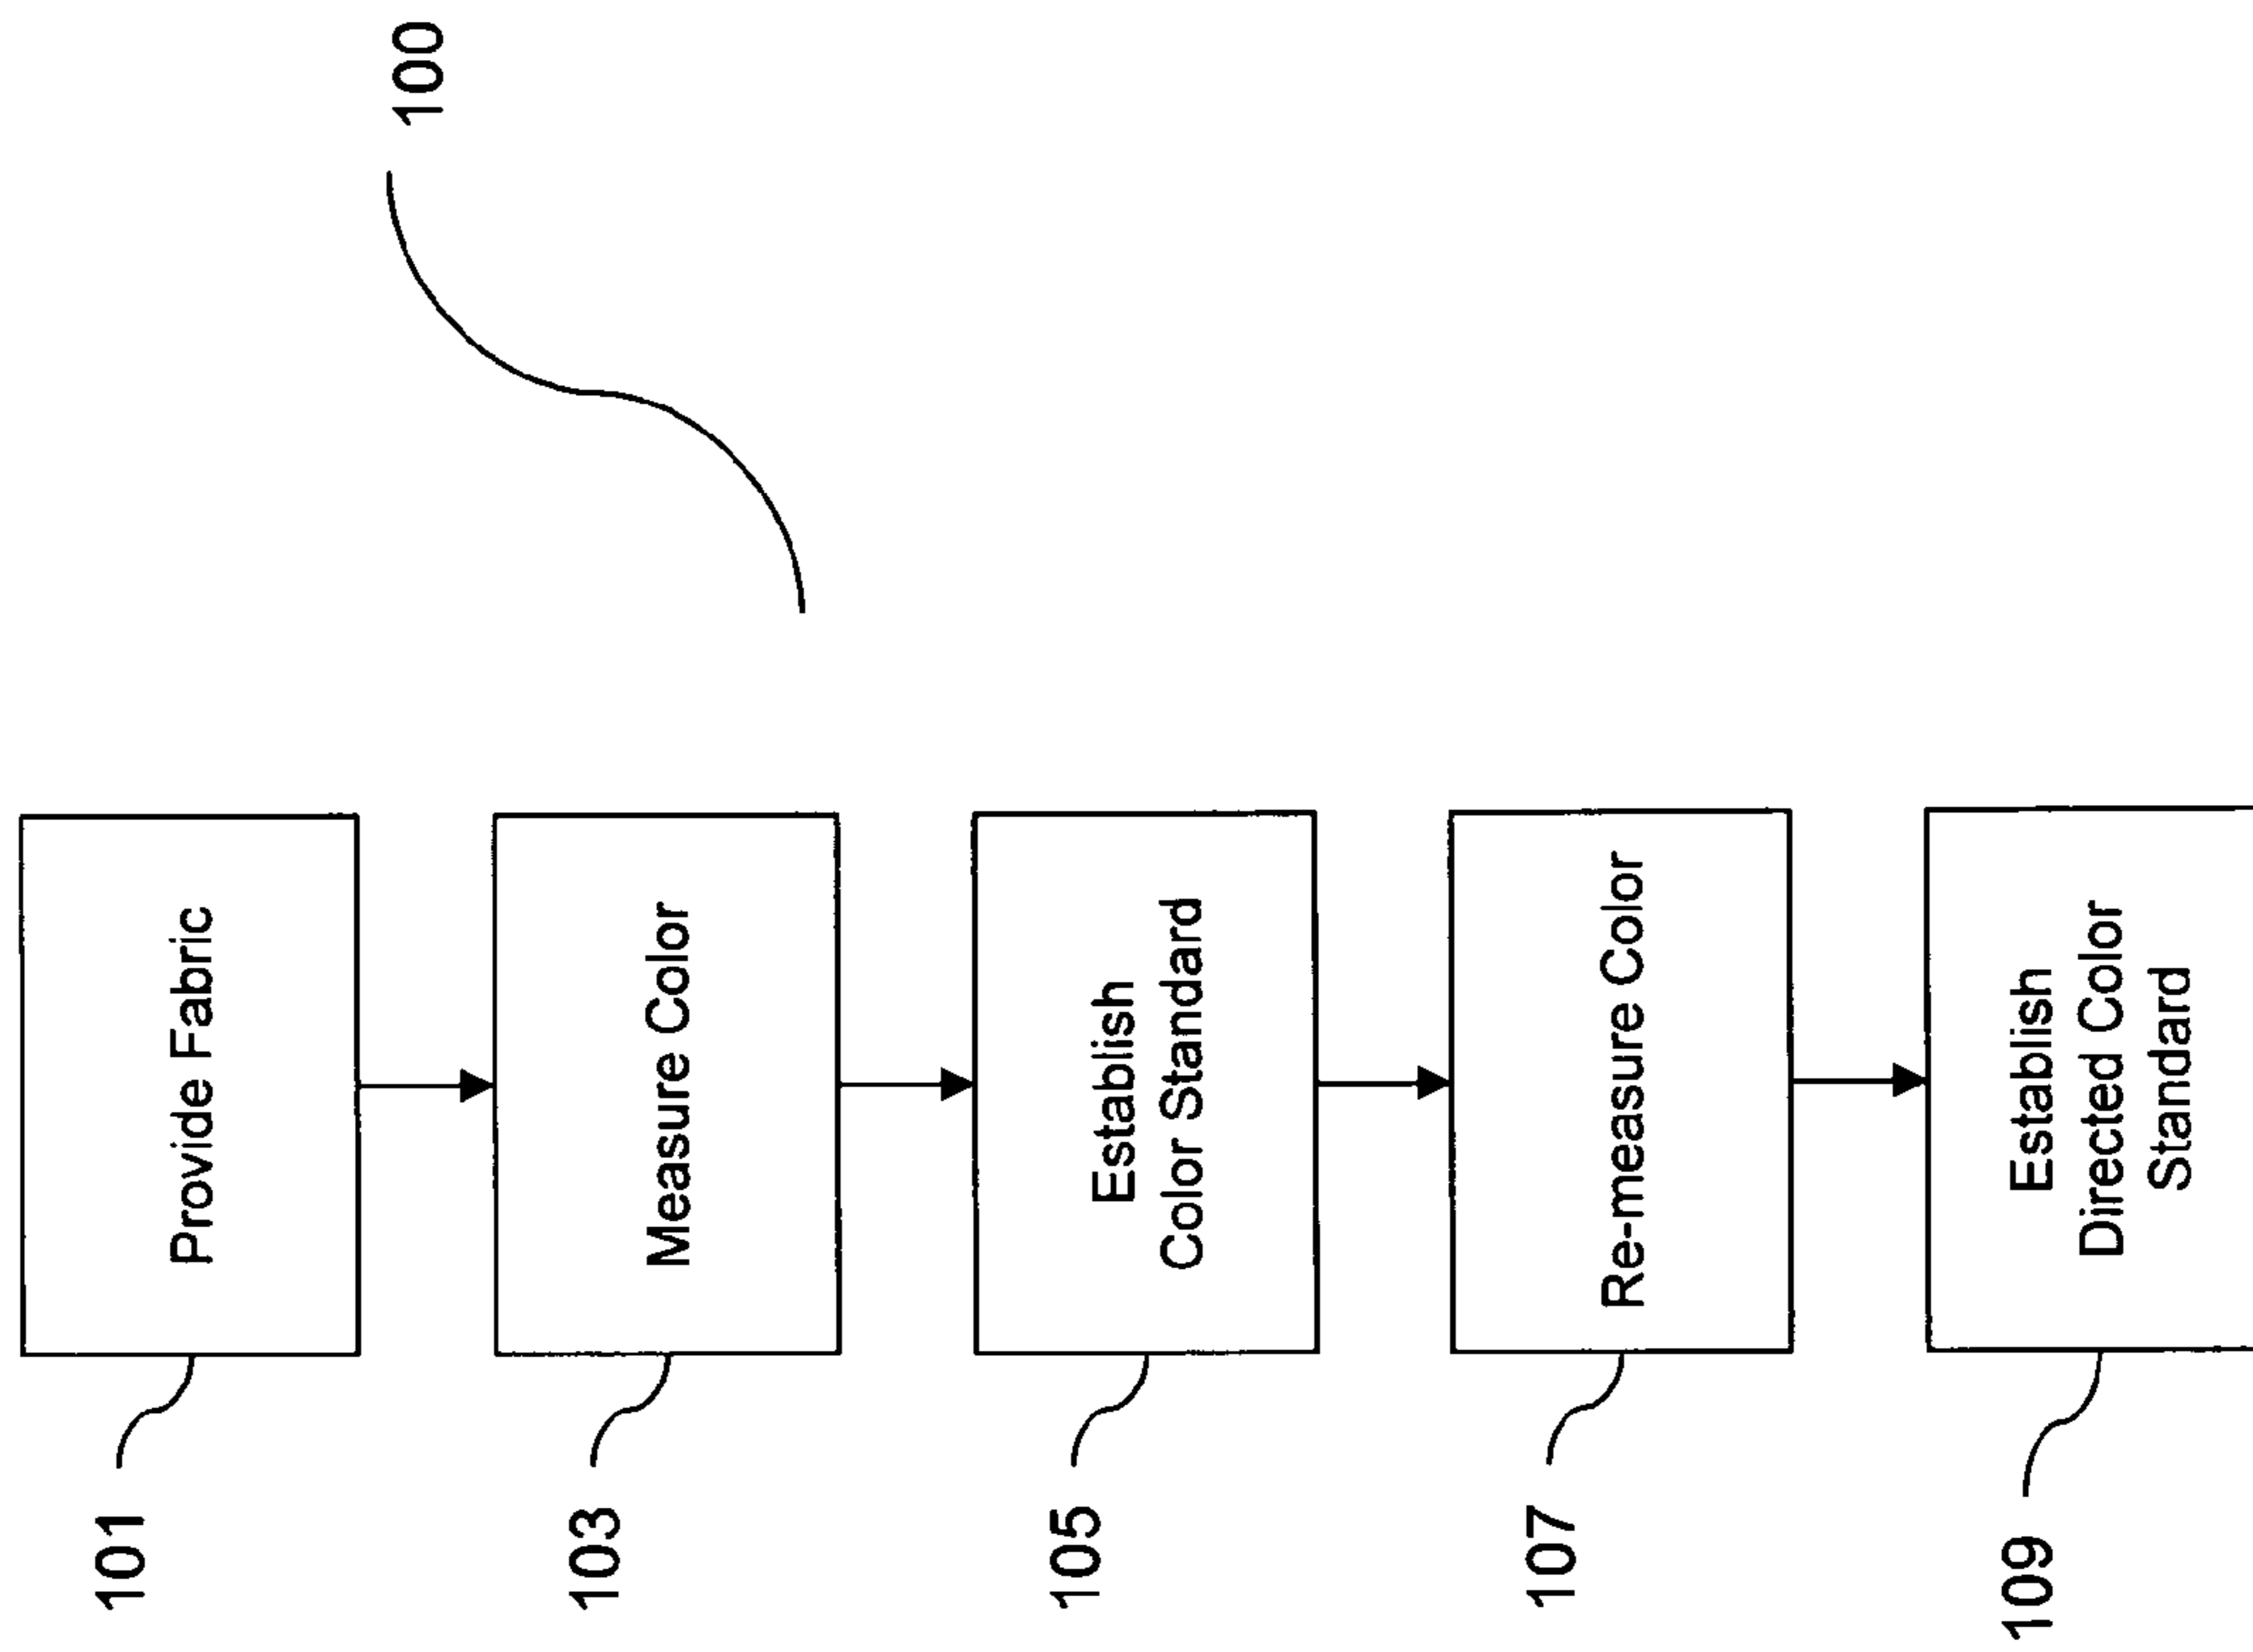 100
101
Provide Fabric
103
Measure Color
105
Establish
Color Standard
107
Re-measure Color
109
Establish
Directed Color
Standard